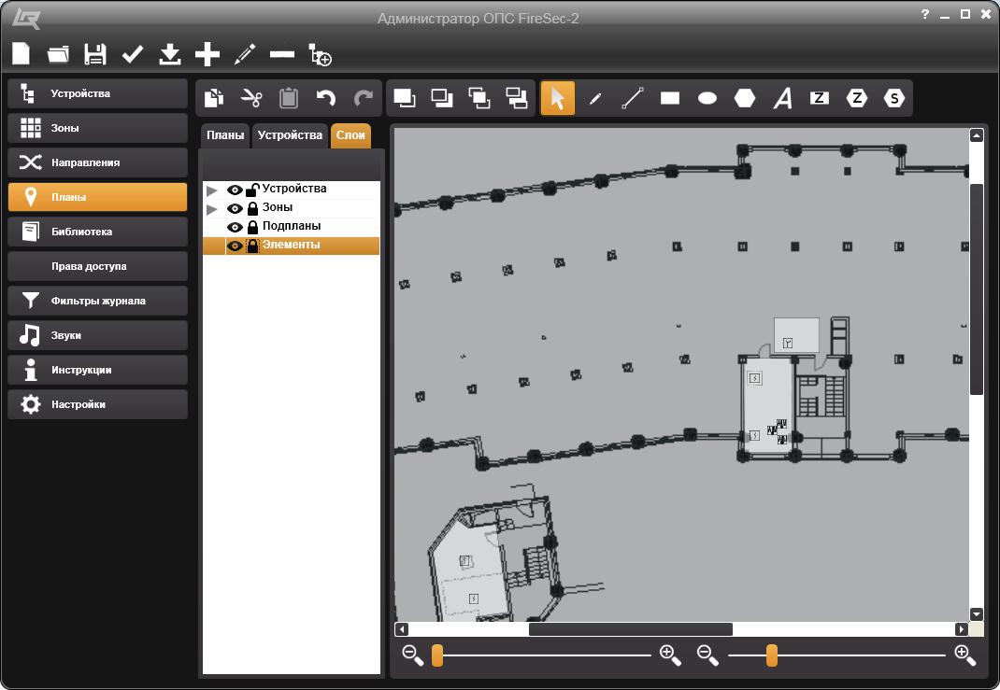 Администратор ОПС FireSec-2
?
A Z Z S
Устройства
Зоны
Направления
Планы
Библиотека
Права доступа
Фильтры журнала
Звуки
Инструкции
Настройки
Планы Устройства Слои
Устройства
Зоны
Подпланы
Элементы